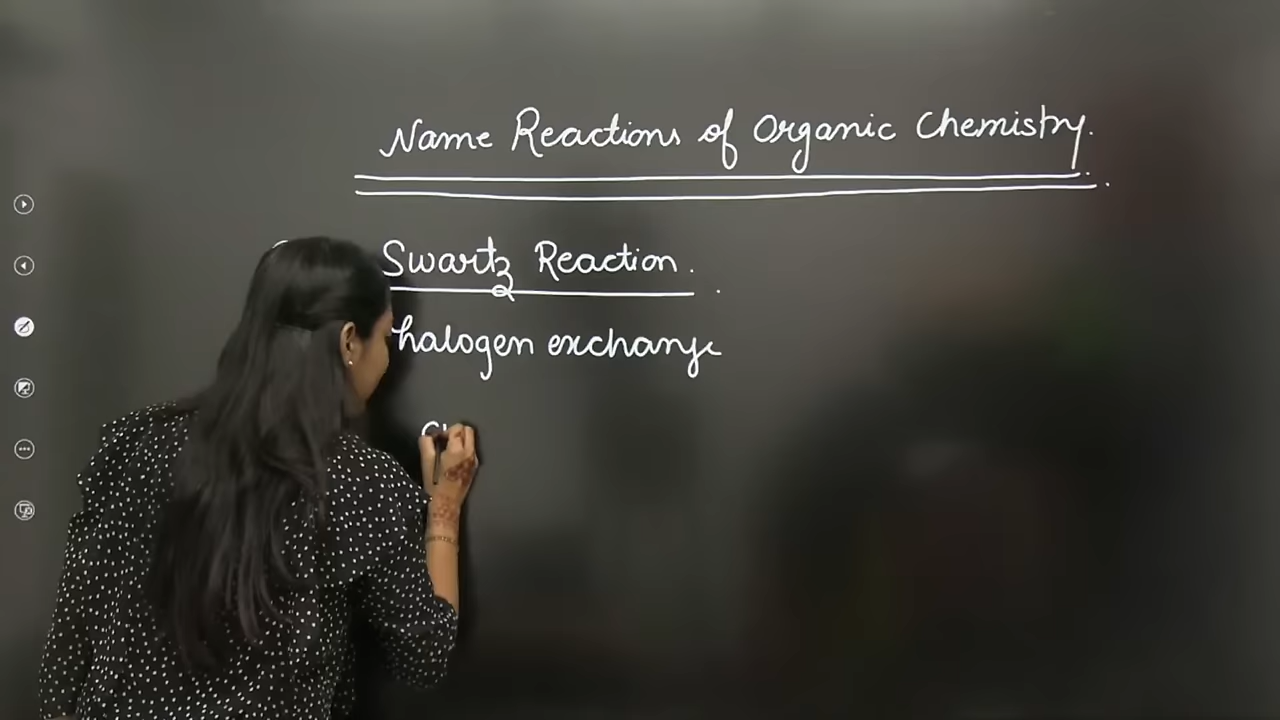 Name Reactions of Organic Chemistry.
Swartz Reaction.
halogen exchange